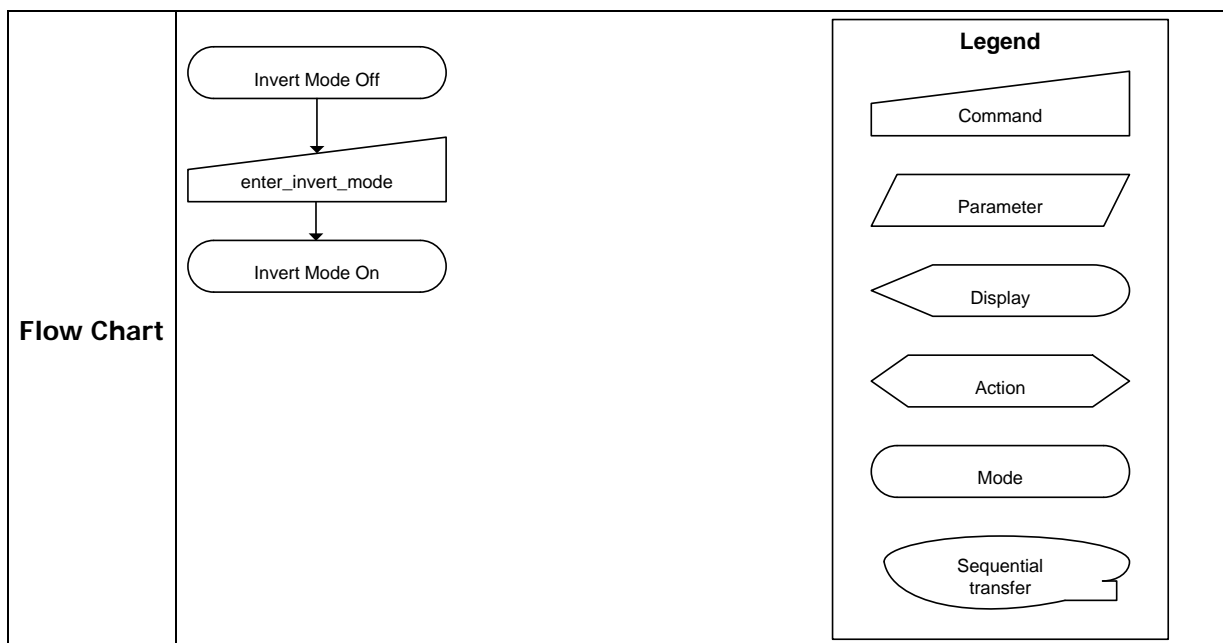 Flow Chart
Invert Mode Off
enter_invert_mode
Invert Mode On
Legend
Command
Parameter
Display
Action
Mode
Sequential
transfer